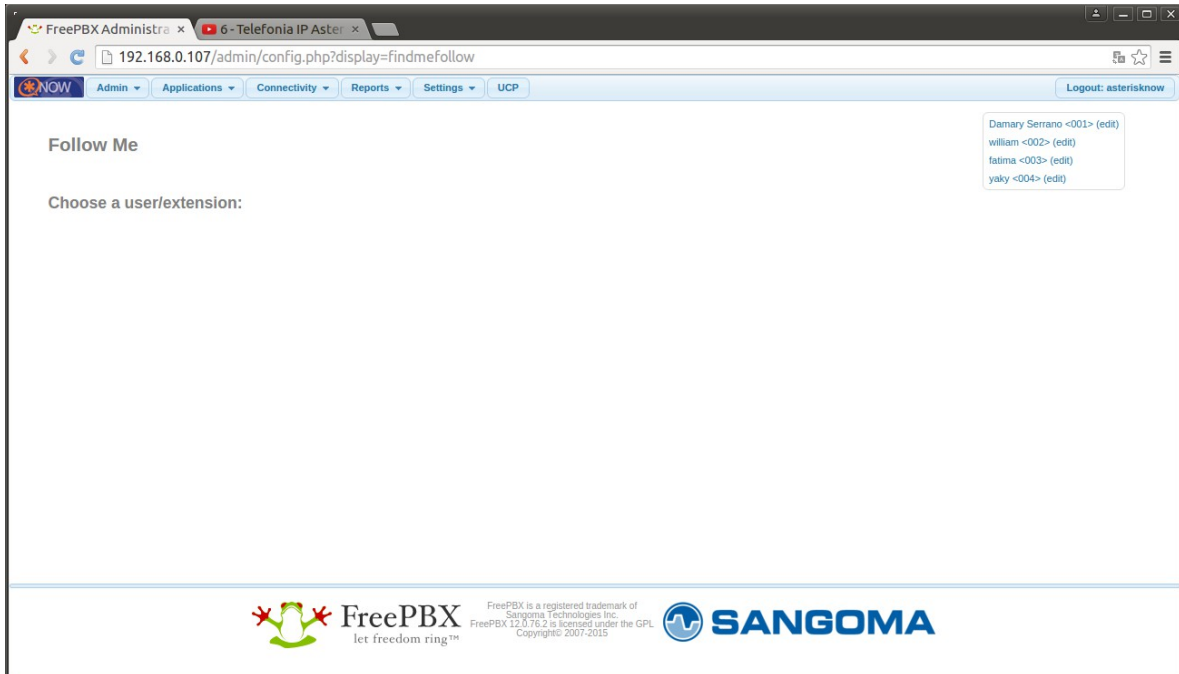 FreePBX Administra
6 - Telefonia IP Aster
192.168.0.107/admin/config.php?display=findmefollow
NOW Admin Applications Connectivity Reports Settings UCP Logout: asterisknow
Follow Me
Choose a user/extension:
Damary Serrano <001> (edit)
william <002> (edit)
fatima <003> (edit)
yaky <004> (edit)
FreePBX
let freedom ring™
FreePBX is a registered trademark of
Sangoma Technologies Inc.
FreePBX 12.0.76.2 is licensed under the GPL
Copyright© 2007-2015
SANGOMA